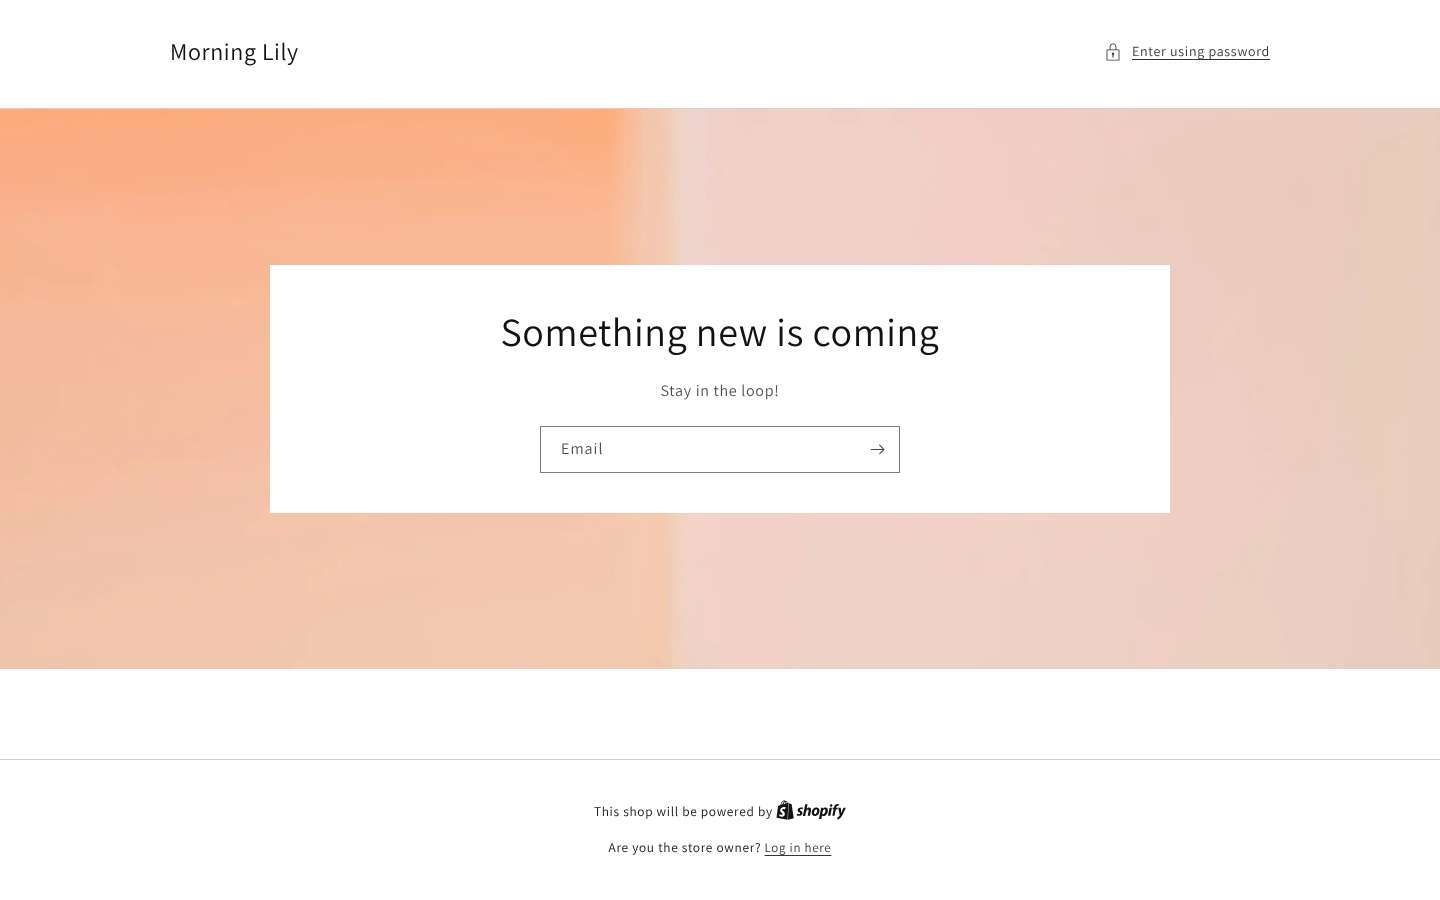 Morning Lily
Enter using password
Something new is coming
Stay in the loop!
Email
This shop will be powered by shopify
Are you the store owner? Log in here